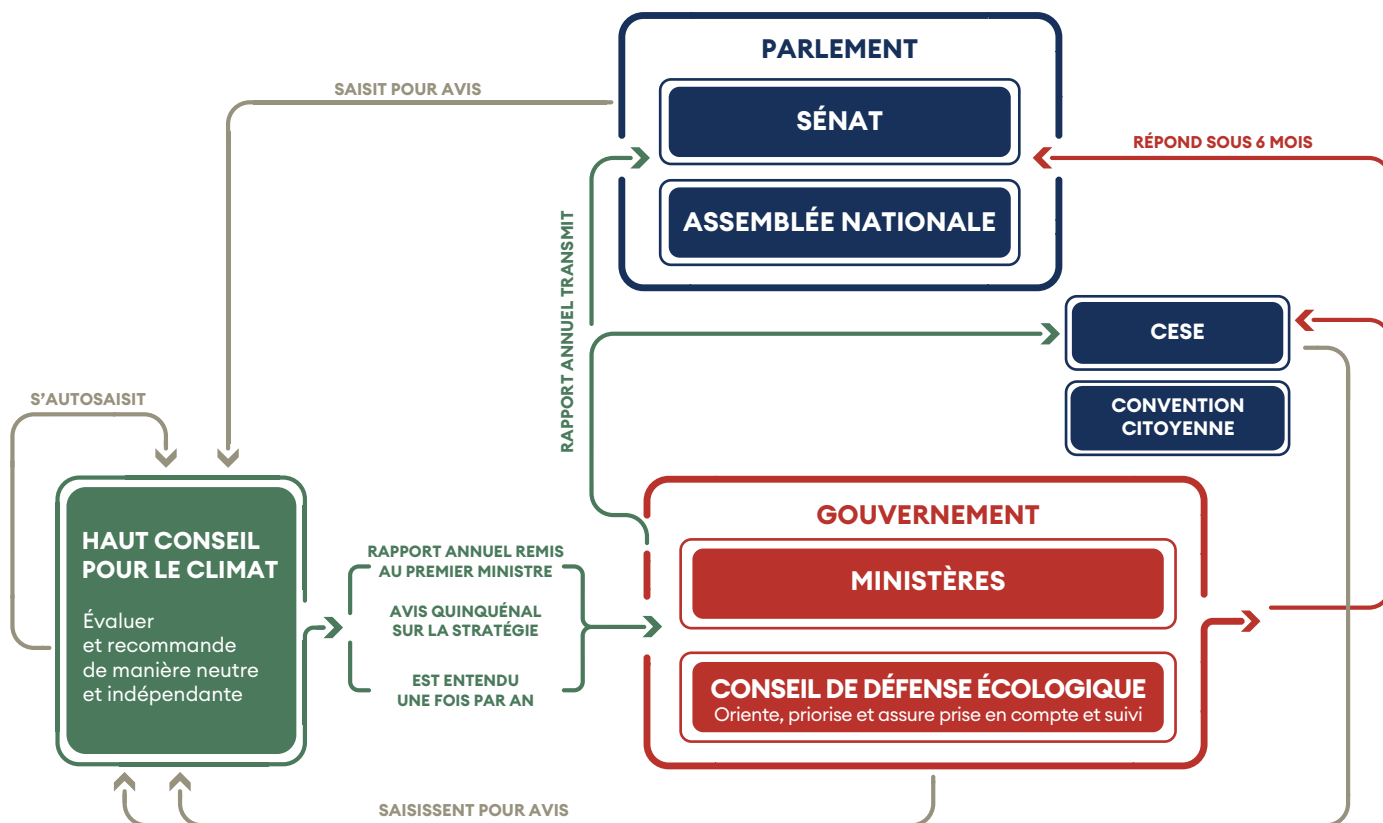 PARLEMENT
SÉNAT
ASSEMBLÉE NATIONALE
SAISIT POUR AVIS
RÉPOND SOUS 6 MOIS
RAPPORT ANNUEL TRANSMIT
CESE
CONVENTION
CITOYENNE
S’AUTOSAISIT
HAUT CONSEIL
POUR LE CLIMAT
Évaluer
et recommande
de manière neutre
et indépendante
RAPPORT ANNUEL REMIS
AU PREMIER MINISTRE
AVIS QUINQUÉNAL
SUR LA STRATÉGIE
EST ENTENDU
UNE FOIS PAR AN
GOUVERNEMENT
MINISTÈRES
CONSEIL DE DÉFENSE ÉCOLOGIQUE
Oriente, priorise et assure prise en compte et suivi
SAISISSENT POUR AVIS